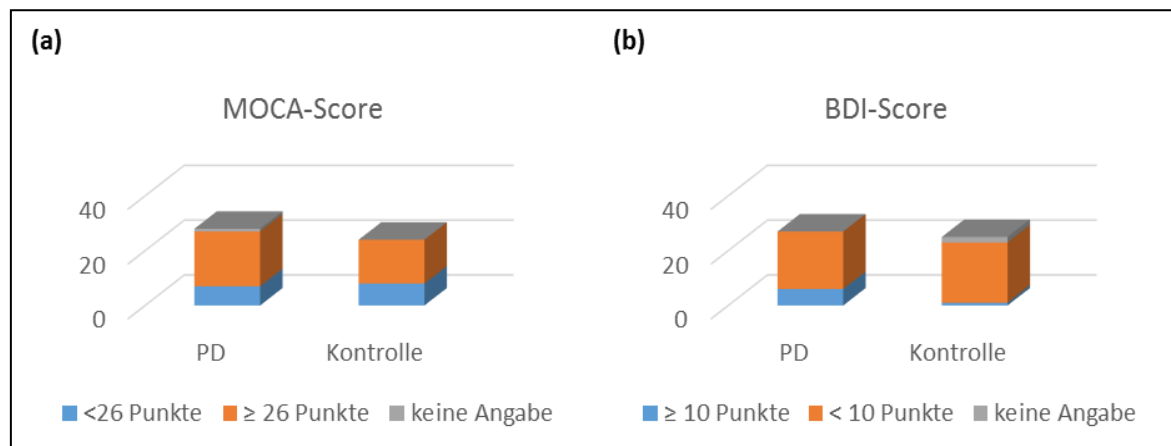 (a)
MOCA-Score
40
20
0
PD Kontrolle
<26 Punkte ≥ 26 Punkte keine Angabe
(b)
BDI-Score
40
20
0
PD Kontrolle
≥ 10 Punkte < 10 Punkte keine Angabe